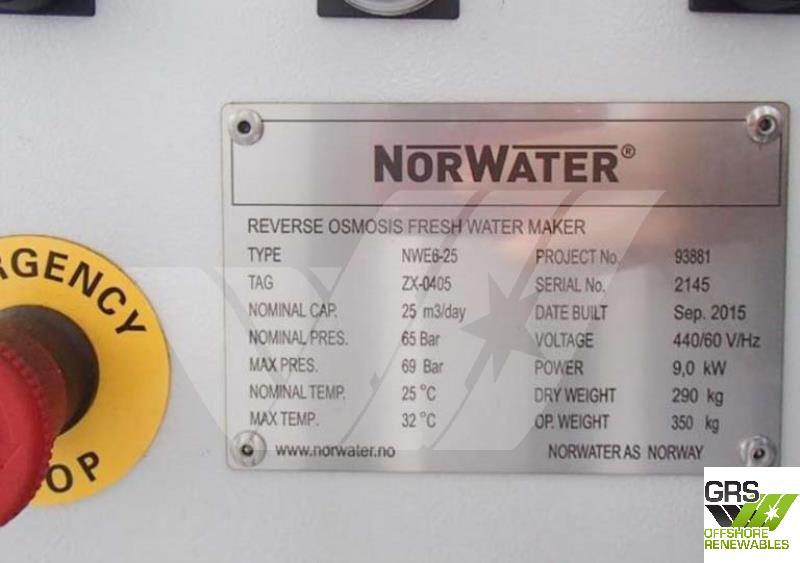 NORWATER®
REVERSE OSMOSIS FRESH WATER MAKER
TYPE NWE6-25 PROJECT No. 93881
TAG ZX-0405 SERIAL No. 2145
NOMINAL CAP. 25 m3/day DATE BUILT Sep. 2015
NOMINAL PRES. 65 Bar VOLTAGE 440/60 V/Hz
MAX PRES. 69 Bar POWER 9,0 kW
NOMINAL TEMP. 25 °C DRY WEIGHT 290 kg
MAX TEMP. 32 °C OP. WEIGHT 350 kg
www.norwater.no NORWATER AS NORWAY
RGENCY
OP
GRS
OFFSHORE
RENEWABLES